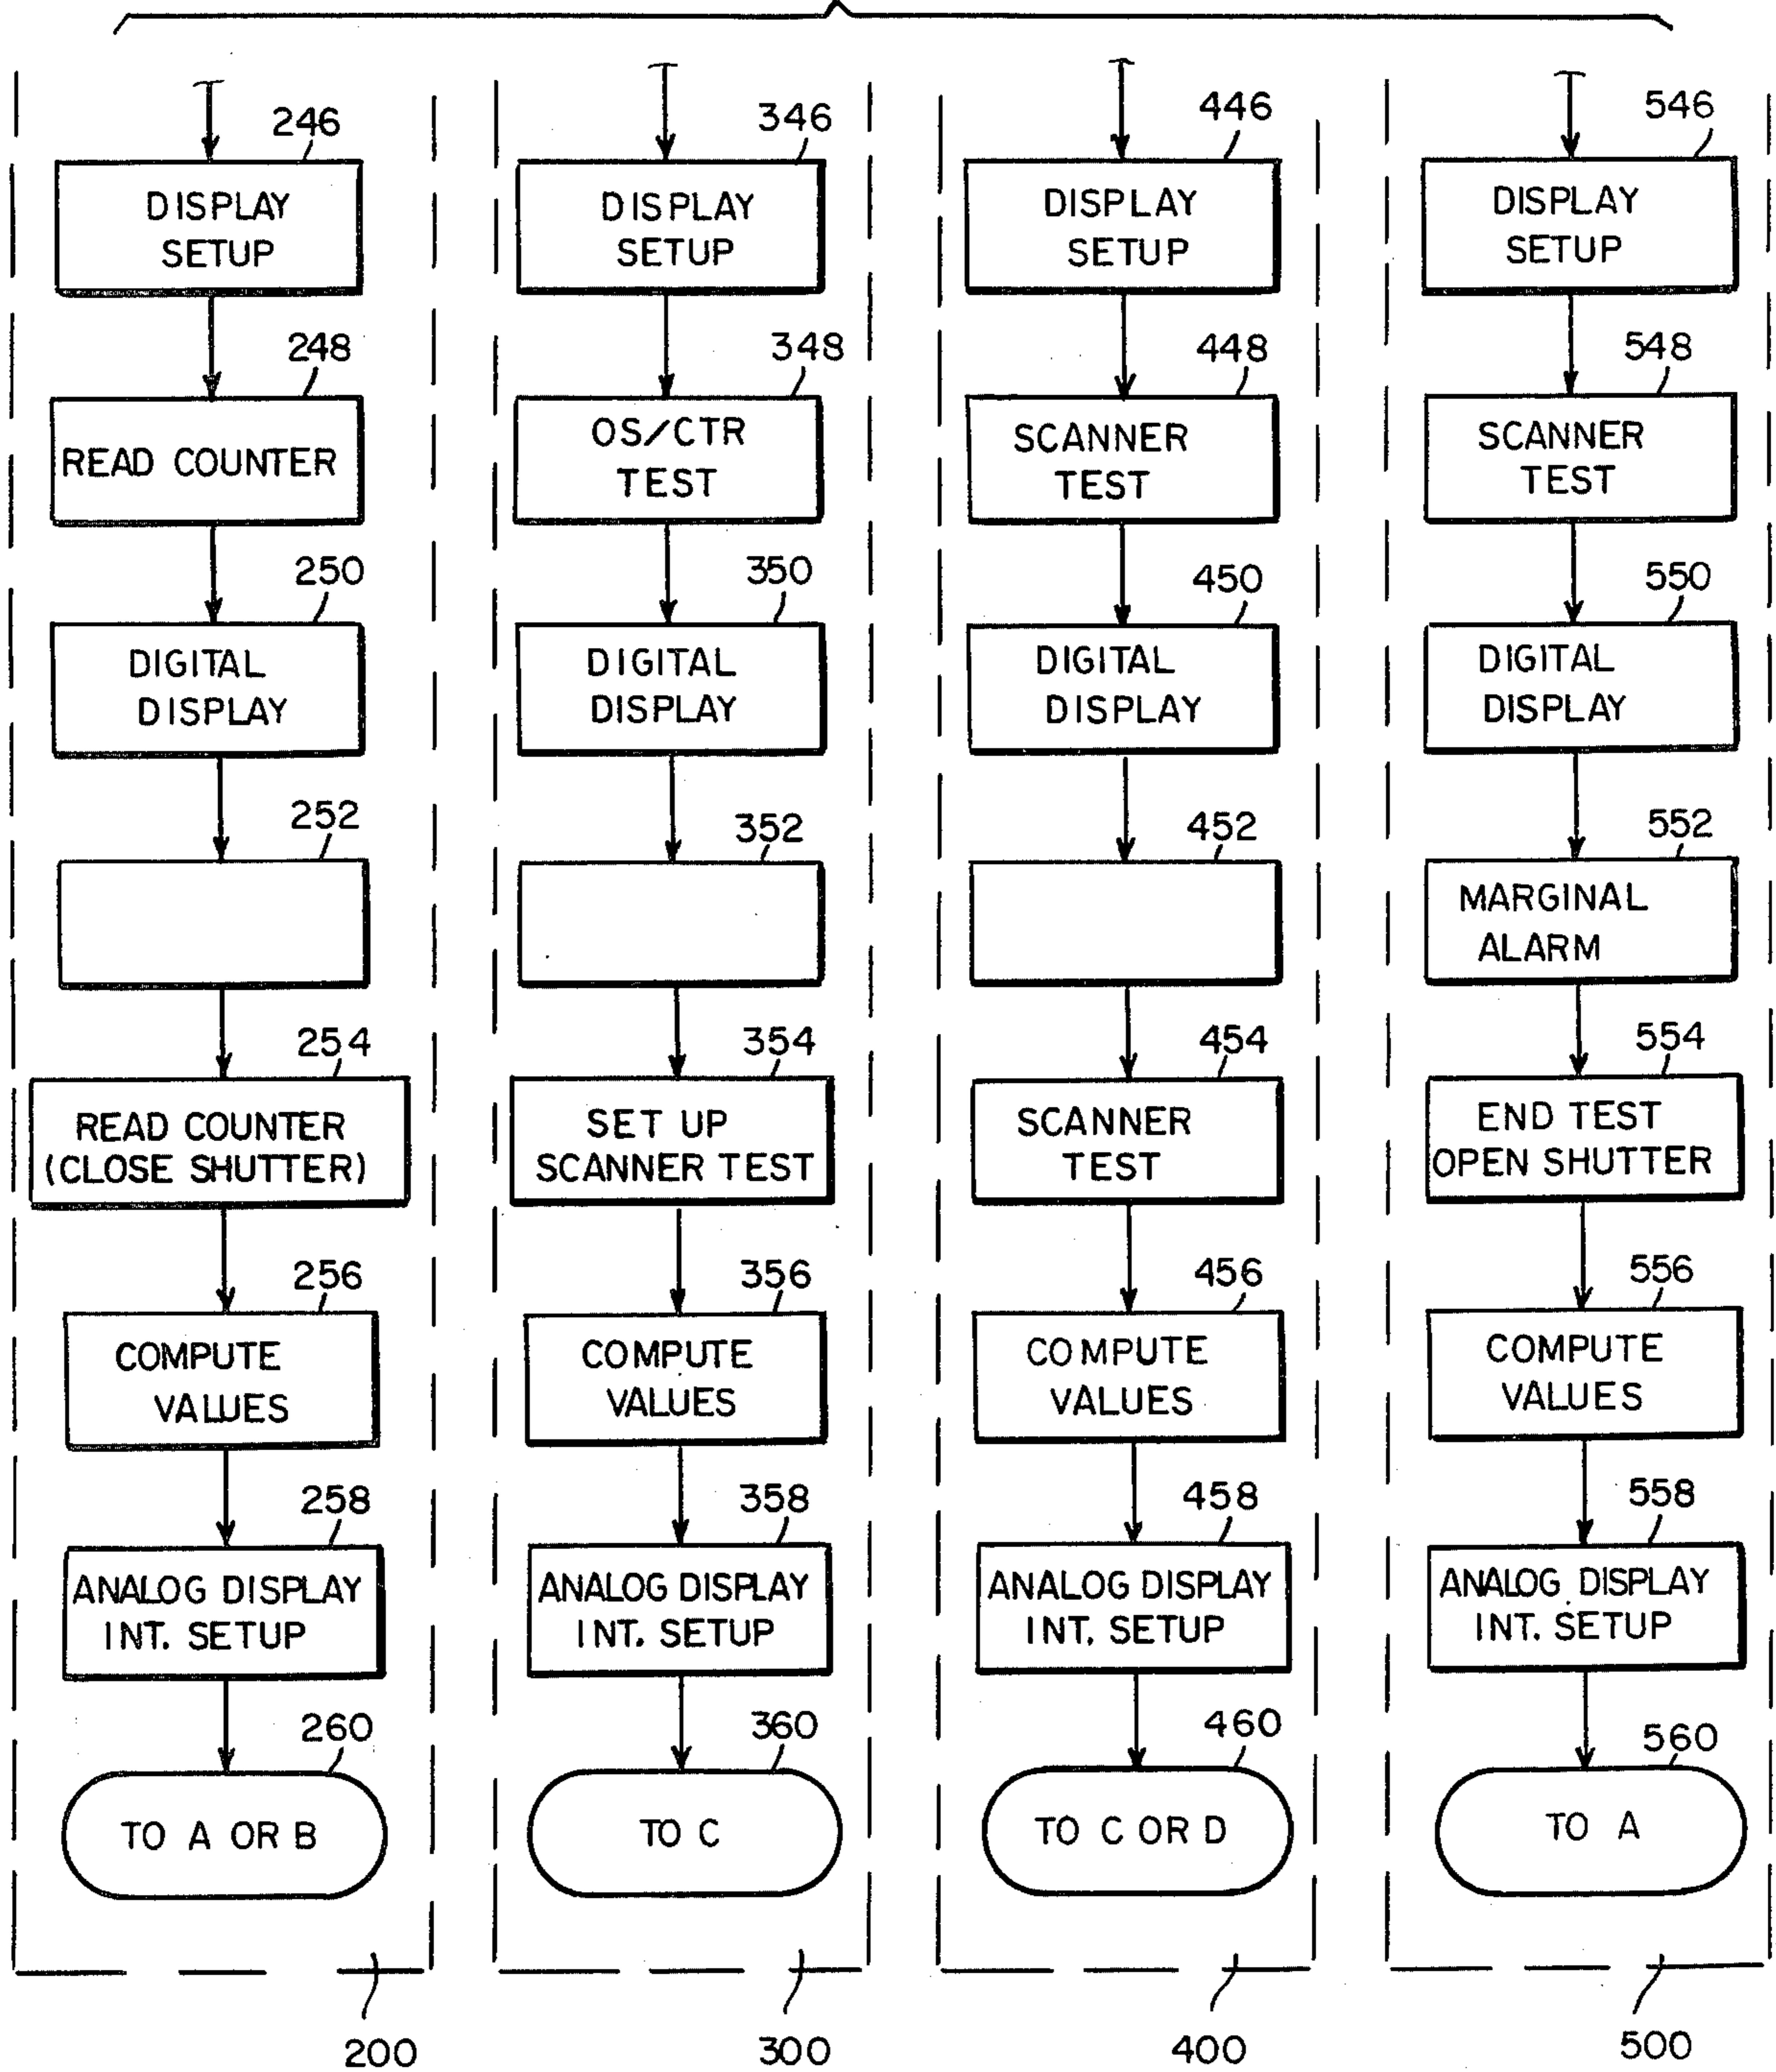 246
DISPLAY
SETUP
248
READ COUNTER
250
DIGITAL
DISPLAY
252
254
READ COUNTER
(CLOSE SHUTTER)
256
COMPUTE
VALUES
258
ANALOG DISPLAY
INT. SETUP
260
TO A OR B
200
346
DISPLAY
SETUP
348
OS/CTR
TEST
350
DIGITAL
DISPLAY
352
354
SET UP
SCANNER TEST
356
COMPUTE
VALUES
358
ANALOG DISPLAY
INT. SETUP
360
TO C
300
446
DISPLAY
SETUP
448
SCANNER
TEST
450
DIGITAL
DISPLAY
452
454
SCANNER
TEST
456
COMPUTE
VALUES
458
ANALOG DISPLAY
INT. SETUP
460
TO C OR D
400
546
DISPLAY
SETUP
548
SCANNER
TEST
550
DIGITAL
DISPLAY
552
MARGINAL
ALARM
554
END TEST
OPEN SHUTTER
556
COMPUTE
VALUES
558
ANALOG DISPLAY
INT. SETUP
560
TO A
500